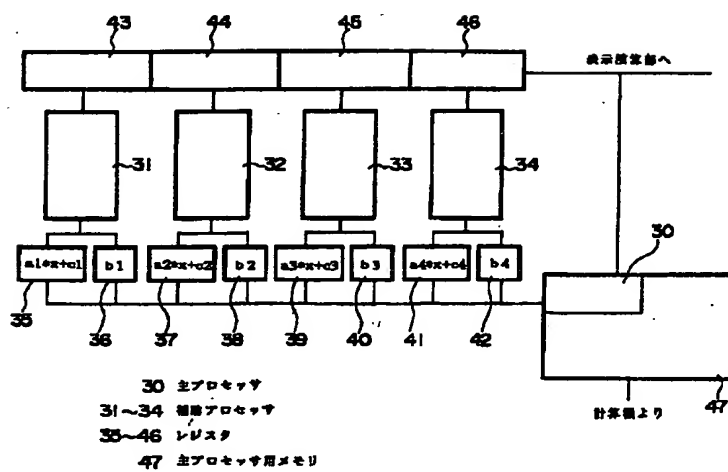 43 44 45 46
表示演算部へ
31 32 33 34
30
a1*x+c1 b1 a2*x+c2 b2 a3*x+c3 b3 a4*x+c4 b4
35 36 37 38 39 40 41 42
47
計算機より
30 主プロセッサ
31〜34 補助プロセッサ
35〜46 レジスタ
47 主プロセッサ用メモリ